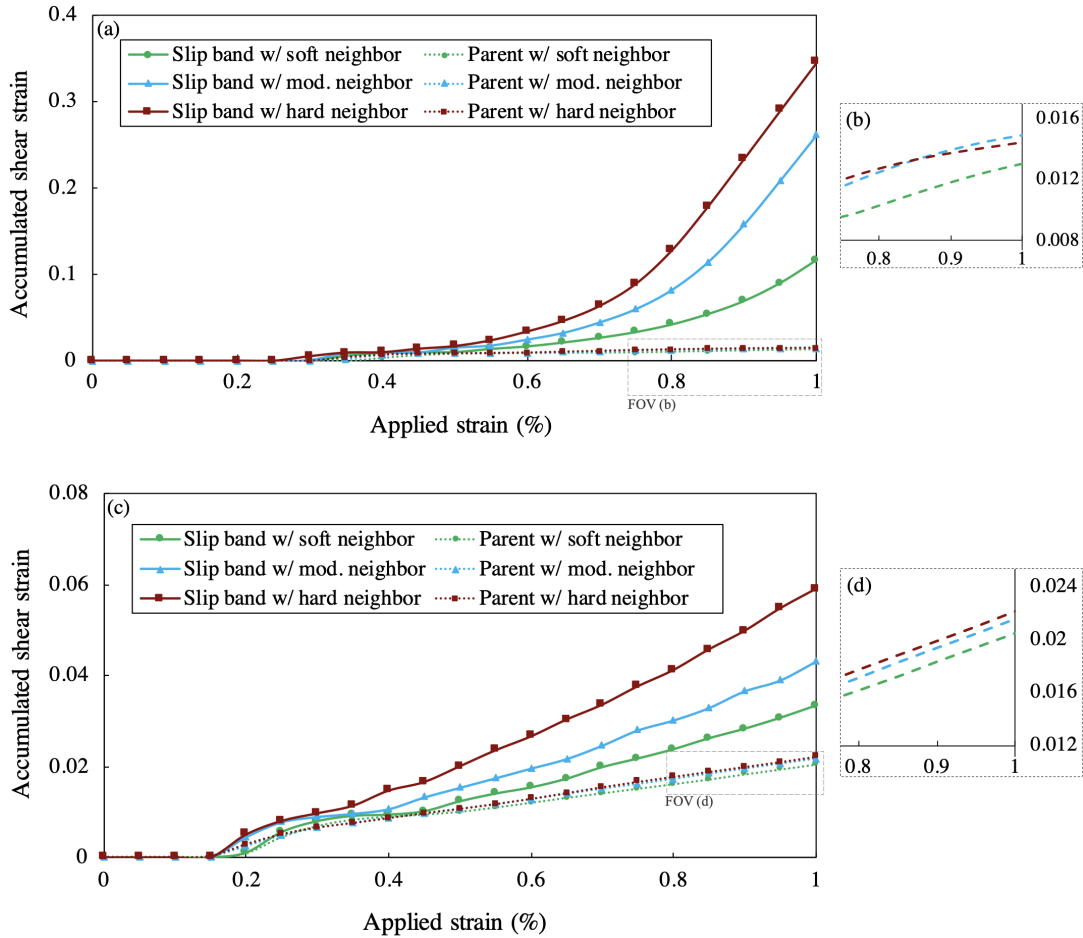 (a)
0.4
0.3
0.2
0.1
0
Accumulated shear strain
Slip band w/ soft neighbor
Parent w/ soft neighbor
Slip band w/ mod. neighbor
Parent w/ mod. neighbor
Slip band w/ hard neighbor
Parent w/ hard neighbor
0 0.2 0.4 0.6 0.8 1
FOV (b)
Applied strain (%)
(b)
0.016
0.012
0.008
0.8 0.9 1
(c)
0.08
0.06
0.04
0.02
0
Accumulated shear strain
Slip band w/ soft neighbor
Parent w/ soft neighbor
Slip band w/ mod. neighbor
Parent w/ mod. neighbor
Slip band w/ hard neighbor
Parent w/ hard neighbor
FOV (d)
0 0.2 0.4 0.6 0.8 1
Applied strain (%)
(d)
0.024
0.02
0.016
0.012
0.8 0.9 1